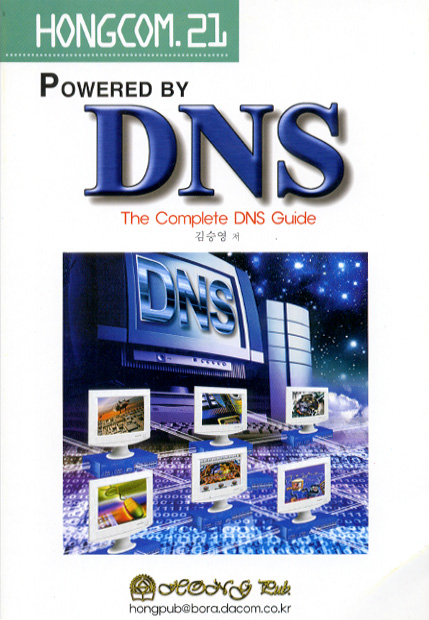 HONGCOM.21
POWERED BY
DNS
The Complete DNS Guide
김승영 저
DNS
HONG Pub.
hongpub@bora.dacom.co.kr